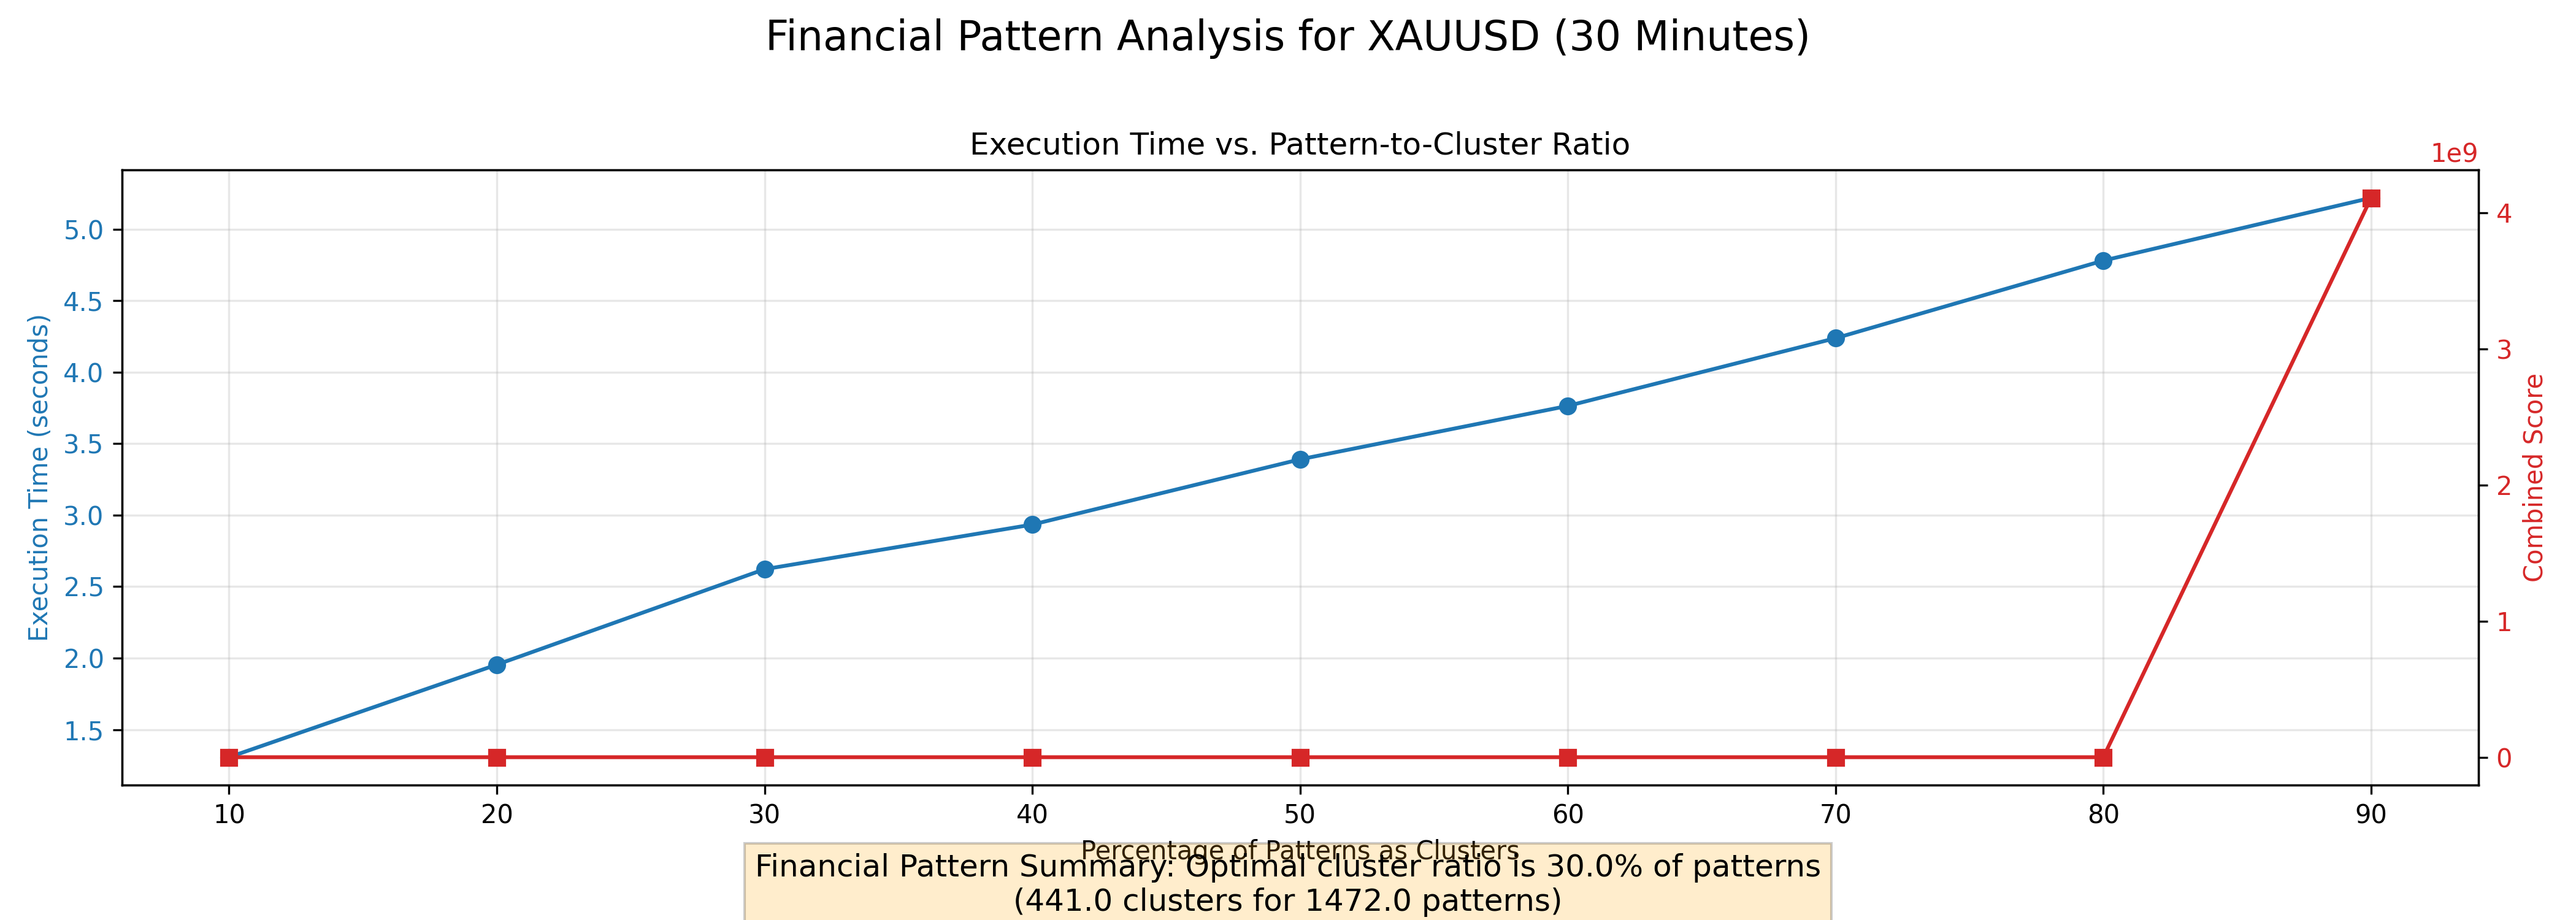 Financial Pattern Analysis for XAUUSD (30 Minutes)
Execution Time vs. Pattern-to-Cluster Ratio
1e9
5.0
4.5
4.0
3.5
3.0
2.5
2.0
1.5
Execution Time (seconds)
4
3
2
1
0
Combined Score
10 20 30 40 50 60 70 80 90
Percentage of Patterns as Clusters
Financial Pattern Summary: Optimal cluster ratio is 30.0% of patterns
(441.0 clusters for 1472.0 patterns)